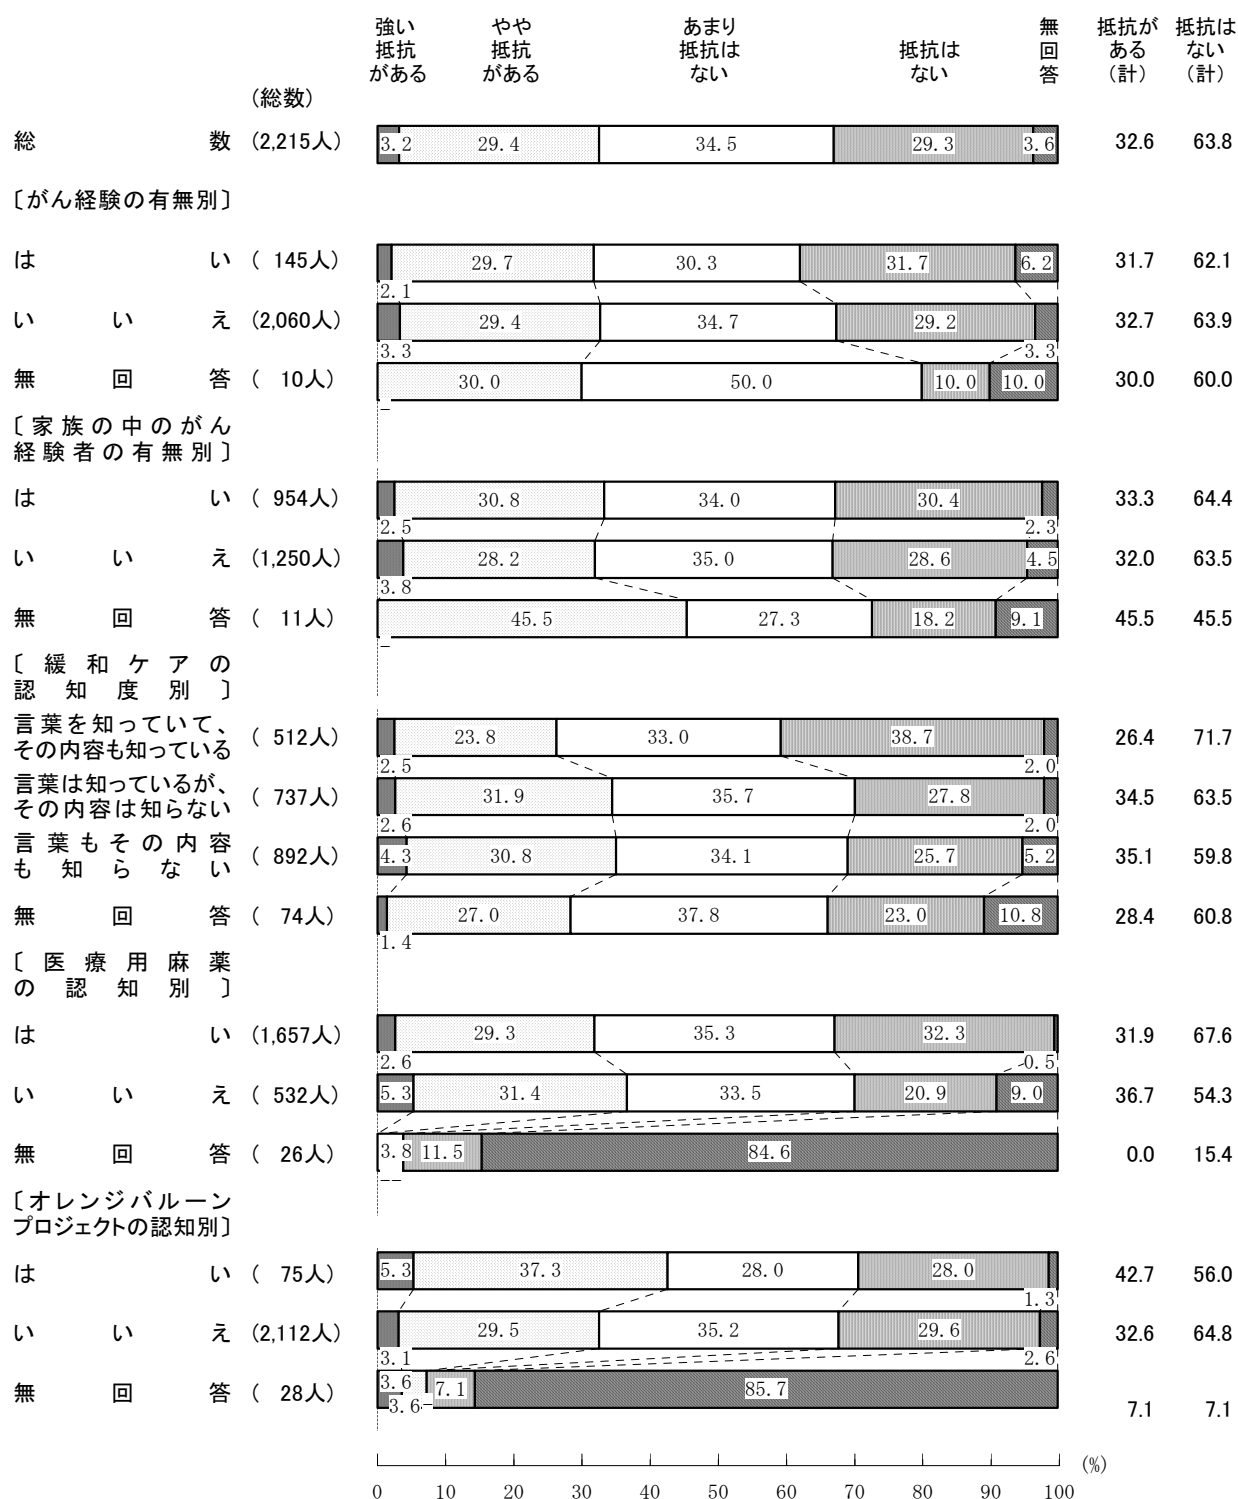 強い
抵抗
がある
やや
抵抗
がある
あまり
抵抗は
ない
抵抗は
ない
無
回
答
抵抗が
ある
(計)
抵抗は
ない
(計)
(総数)
総 数 (2,215人) 3.2 29.4 34.5 29.3 3.6 32.6 63.8
〔がん経験の有無別〕
は い ( 145人) 2.1 29.7 30.3 31.7 6.2 31.7 62.1
い い え (2,060人) 3.3 29.4 34.7 29.2 3.3 32.7 63.9
無 回 答 ( 10人) - 30.0 50.0 10.0 10.0 30.0 60.0
〔家族の中のがん
経験者の有無別〕
は い ( 954人) 2.5 30.8 34.0 30.4 2.3 33.3 64.4
い い え (1,250人) 3.8 28.2 35.0 28.6 4.5 32.0 63.5
無 回 答 ( 11人) - 45.5 27.3 18.2 9.1 45.5 45.5
〔緩和ケアの
認知度別〕
言葉を知っていて、
その内容も知っている ( 512人) 2.5 23.8 33.0 38.7 2.0 26.4 71.7
言葉は知っているが、
その内容は知らない ( 737人) 2.6 31.9 35.7 27.8 2.0 34.5 63.5
言葉もその内容
も知らない ( 892人) 4.3 30.8 34.1 25.7 5.2 35.1 59.8
無 回 答 ( 74人) 1.4 27.0 37.8 23.0 10.8 28.4 60.8
〔医療用麻薬
の認知別〕
は い (1,657人) 2.6 29.3 35.3 32.3 0.5 31.9 67.6
い い え ( 532人) 5.3 31.4 33.5 20.9 9.0 36.7 54.3
無 回 答 ( 26人) - - 3.8 11.5 84.6 0.0 15.4
〔オレンジバルーン
プロジェクトの認知別〕
は い ( 75人) 5.3 37.3 28.0 28.0 1.3 42.7 56.0
い い え (2,112人) 3.1 29.5 35.2 29.6 2.6 32.6 64.8
無 回 答 ( 28人) 3.6 3.6 - 7.1 85.7 7.1 7.1
0 10 20 30 40 50 60 70 80 90 100 (%)